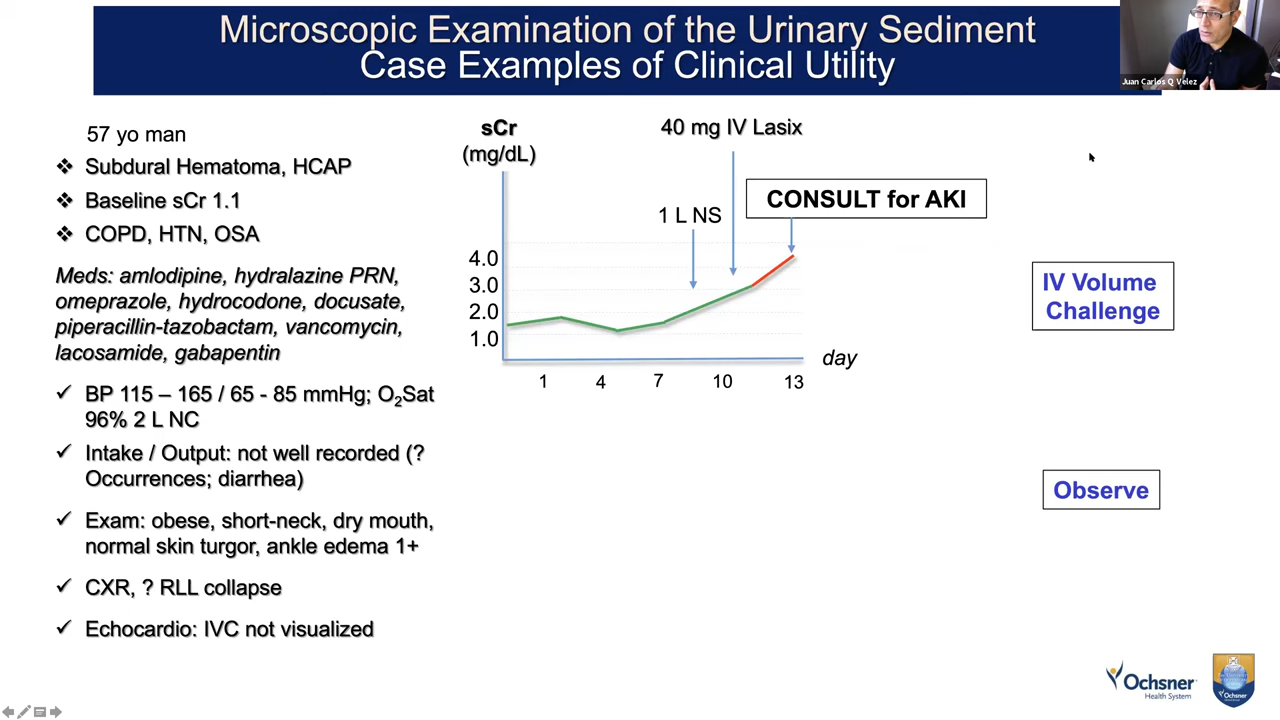 Microscopic Examination of the Urinary Sediment
Case Examples of Clinical Utility
Juan Carlos Q Velez
57 yo man
❖ Subdural Hematoma, HCAP
❖ Baseline sCr 1.1
❖ COPD, HTN, OSA
Meds: amlodipine, hydralazine PRN,
omeprazole, hydrocodone, docusate,
piperacillin-tazobactam, vancomycin,
lacosamide, gabapentin
✓ BP 115 – 165 / 65 - 85 mmHg; O2Sat
96% 2 L NC
✓ Intake / Output: not well recorded (?
Occurrences; diarrhea)
✓ Exam: obese, short-neck, dry mouth,
normal skin turgor, ankle edema 1+
✓ CXR, ? RLL collapse
✓ Echocardio: IVC not visualized
sCr
(mg/dL)
40 mg IV Lasix
CONSULT for AKI
1 L NS
4.0
3.0
2.0
1.0
day
1 4 7 10 13
IV Volume
Challenge
Observe
Ochsner
Health System
Ochsner